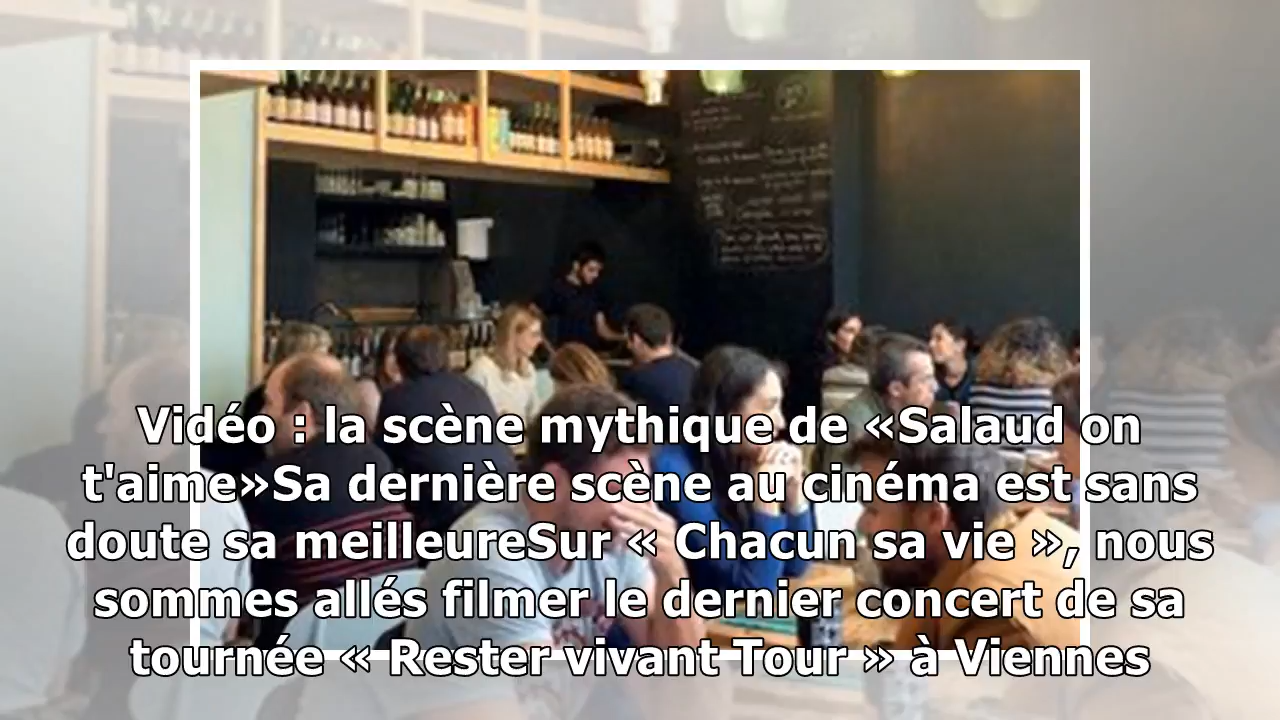 Vidéo : la scène mythique de «Salaud on
t'aime»Sa dernière scène au cinéma est sans
doute sa meilleureSur « Chacun sa vie », nous
sommes allés filmer le dernier concert de sa
tournée « Rester vivant Tour » à Viennes